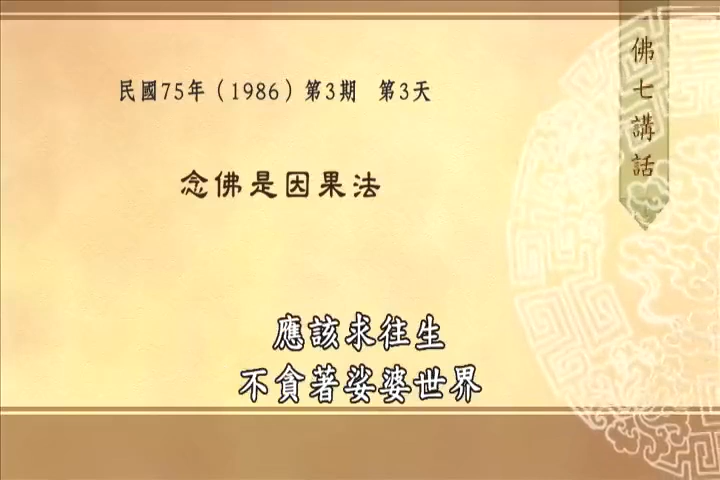 佛七講話
民國75年（1986）第3期　第3天
念佛是因果法
應該求往生
不貪著娑婆世界